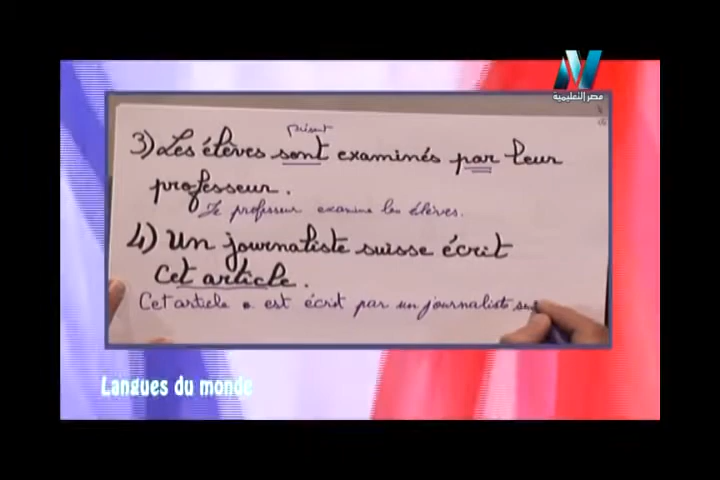 مصر التعليمية
présent
3) Les élèves sont examinés par leur
professeur.
Le professeur examine les élèves.
4) Un journaliste suisse écrit
cet article.
Cet article est écrit par un journaliste
Langues du monde